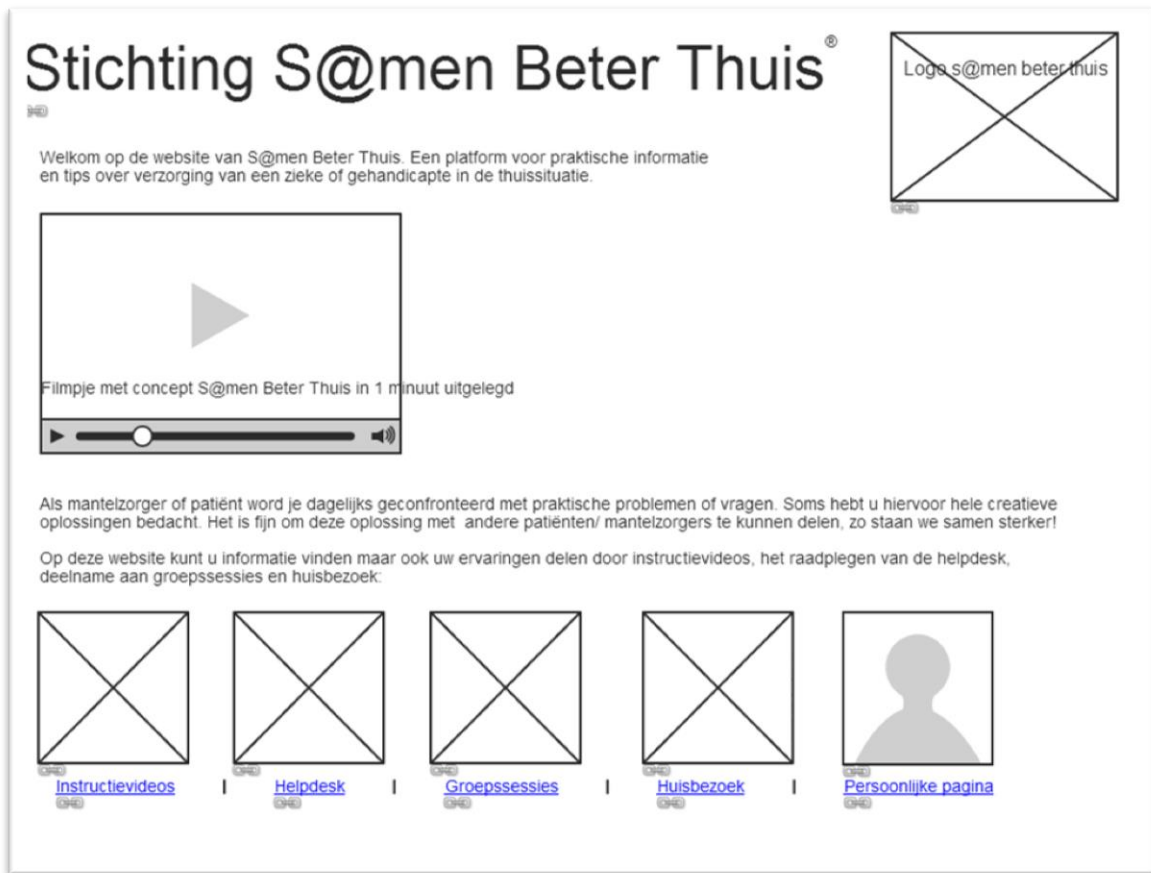 Stichting S@men Beter Thuis®
Logo s@men beter thuis
Welkom op de website van S@men Beter Thuis. Een platform voor praktische informatie
en tips over verzorging van een zieke of gehandicapte in de thuissituatie.
Filmpje met concept S@men Beter Thuis in 1 minuut uitgelegd
Als mantelzorger of patiënt word je dagelijks geconfronteerd met praktische problemen of vragen. Soms hebt u hiervoor hele creatieve
oplossingen bedacht. Het is fijn om deze oplossing met andere patiënten/ mantelzorgers te kunnen delen, zo staan we samen sterker!
Op deze website kunt u informatie vinden maar ook uw ervaringen delen door instructievideos, het raadplegen van de helpdesk,
deelname aan groepssessies en huisbezoek:
Instructievideos | Helpdesk | Groepssessies | Huisbezoek | Persoonlijke pagina